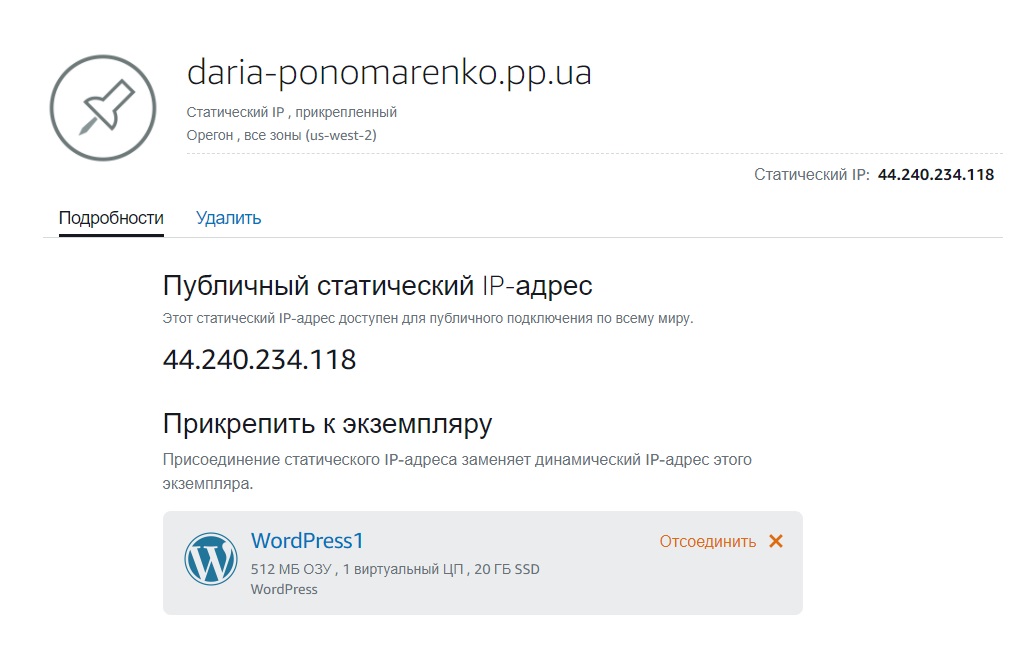 daria-ponomarenko.pp.ua
Статический IP , прикрепленный
Орегон , все зоны (us-west-2)
Статический IP: 44.240.234.118
Подробности Удалить
Публичный статический IP-адрес
Этот статический IP-адрес доступен для публичного подключения по всему миру.
44.240.234.118
Прикрепить к экземпляру
Присоединение статического IP-адреса заменяет динамический IP-адрес этого
экземпляра.
WordPress1 Отсоединить ✕
512 МБ ОЗУ , 1 виртуальный ЦП , 20 ГБ SSD
WordPress